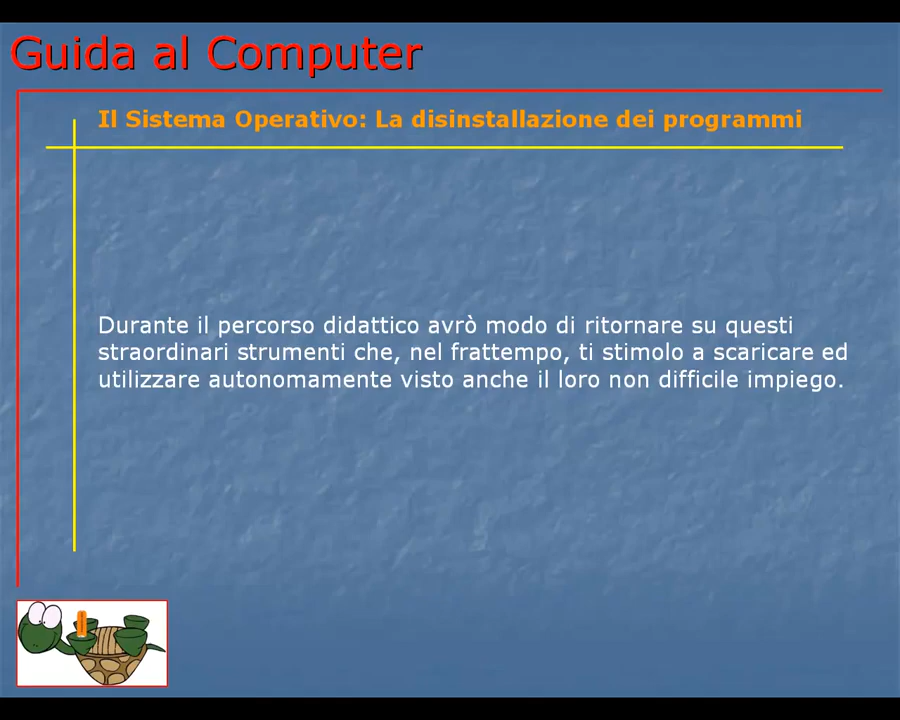 Guida al Computer
Il Sistema Operativo: La disinstallazione dei programmi
Durante il percorso didattico avrò modo di ritornare su questi
straordinari strumenti che, nel frattempo, ti stimolo a scaricare ed
utilizzare autonomamente visto anche il loro non difficile impiego.